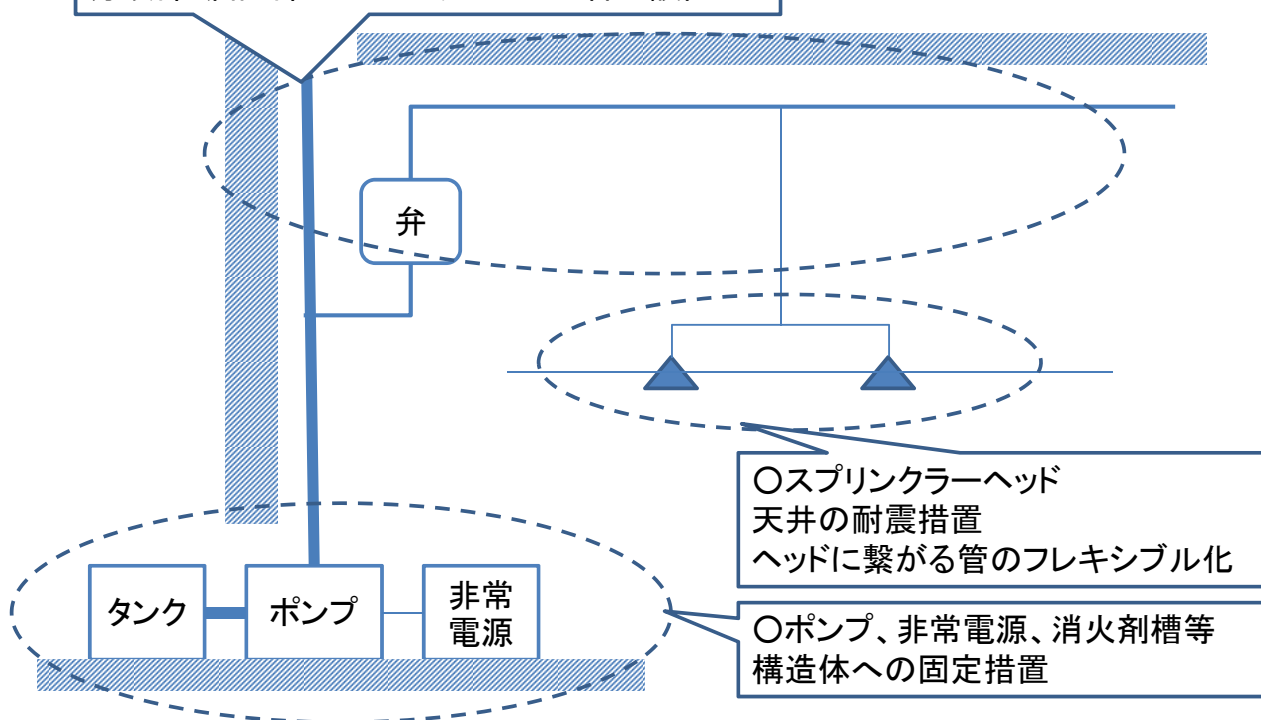 弁
〇スプリンクラーヘッド
天井の耐震措置
ヘッドに繋がる管のフレキシブル化
タンク
ポンプ
非常
電源
〇ポンプ、非常電源、消火剤槽等
構造体への固定措置